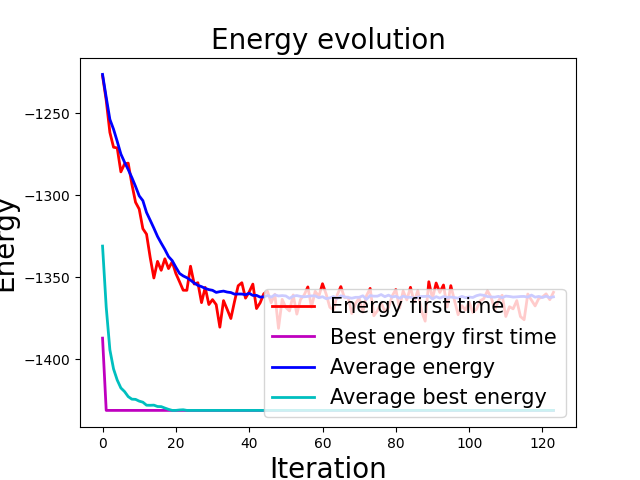 Energy evolution
Energy
−1250
−1300
−1350
−1400
Energy first time
Best energy first time
Average energy
Average best energy
0 20 40 60 80 100 120
Iteration